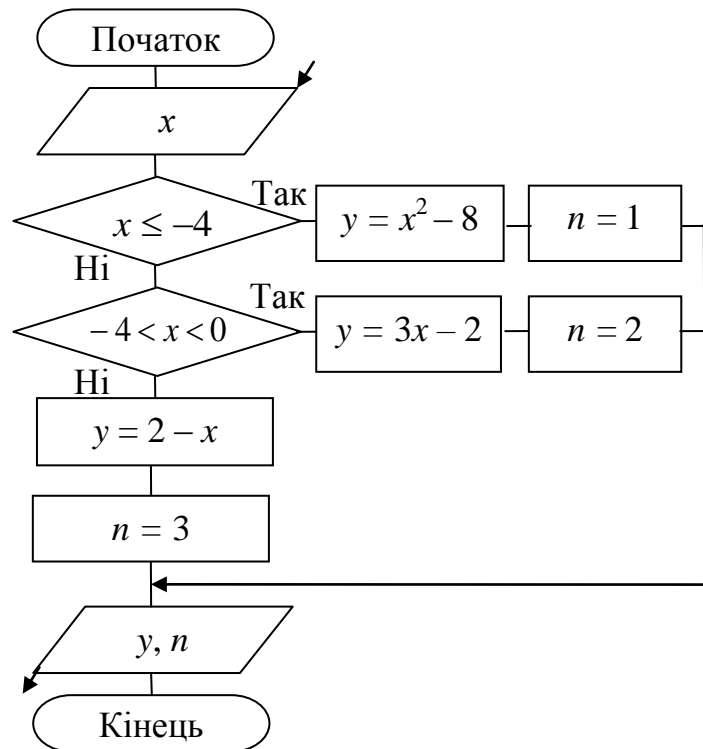 Початок
x
x ≤ −4
Так
y = x² − 8
n = 1
Ні
− 4 < x < 0
Так
y = 3x − 2
n = 2
Ні
y = 2 − x
n = 3
y, n
Кінець